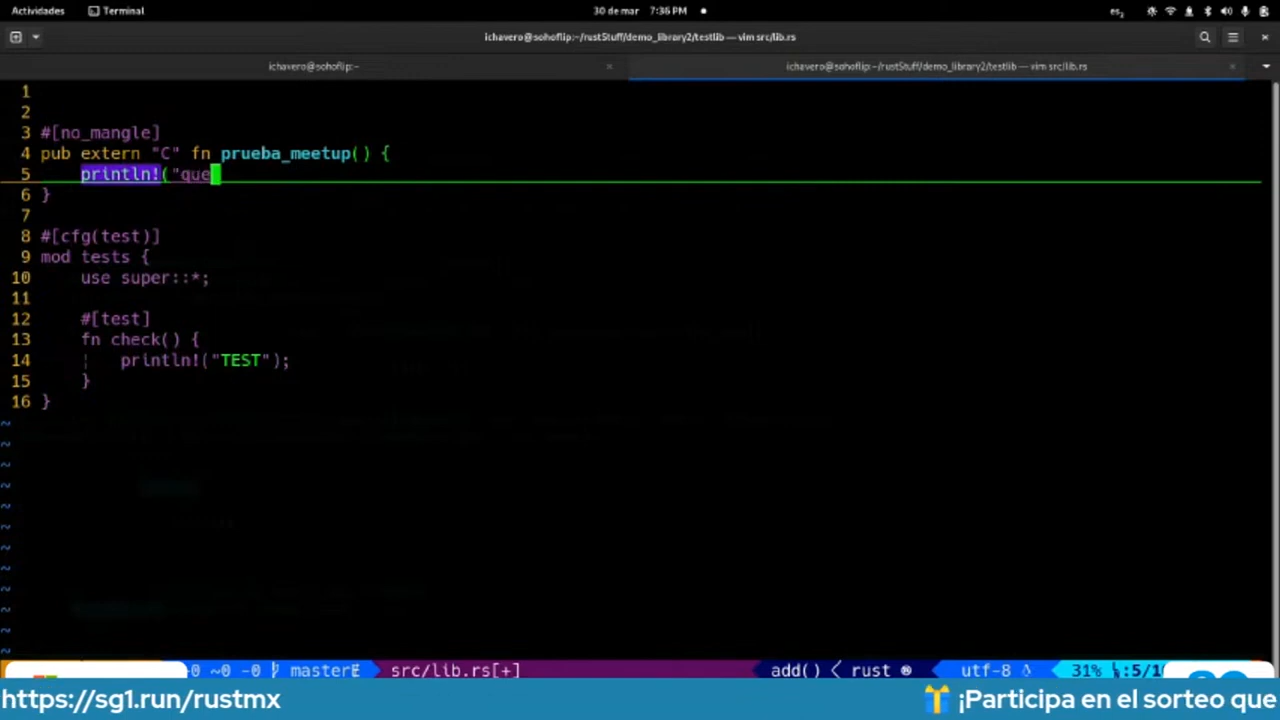 Actividades Terminal 30 de mar 7:36 PM es₂
ichavero@sohoflip:~/rustStuff/demo_library2/testlib — vim src/lib.rs
ichavero@sohoflip:~ ichavero@sohoflip:~/rustStuff/demo_library2/testlib — vim src/lib.rs
1
2
3 #[no_mangle]
4 pub extern "C" fn prueba_meetup() {
5     println!("que
6 }
7
8 #[cfg(test)]
9 mod tests {
10     use super::*;
11
12     #[test]
13     fn check() {
14     ¦   println!("TEST");
15     }
16 }
~
~
~
~
~
~
~
~
~
~
~
~
~0 -0 master src/lib.rs[+] add() < rust utf-8 31%
https://sg1.run/rustmx ¡Participa en el sorteo que